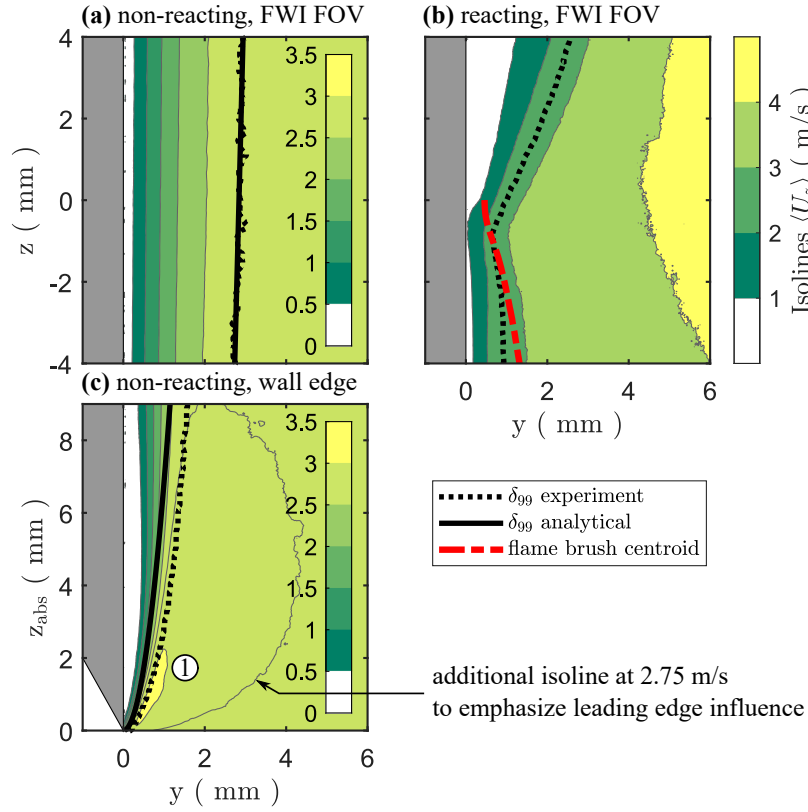 (a) non-reacting, FWI FOV
(b) reacting, FWI FOV
4
2
0
-2
-4
z ( mm )
3.5
3
2.5
2
1.5
1
0.5
0
4
3
2
1
Isolines ⟨U_z⟩ ( m/s )
0 2 4 6
y ( mm )
(c) non-reacting, wall edge
8
6
4
2
0
z_abs ( mm )
3.5
3
2.5
2
1.5
1
0.5
0
1
0 2 4 6
y ( mm )
δ99 experiment
δ99 analytical
flame brush centroid
additional isoline at 2.75 m/s
to emphasize leading edge influence